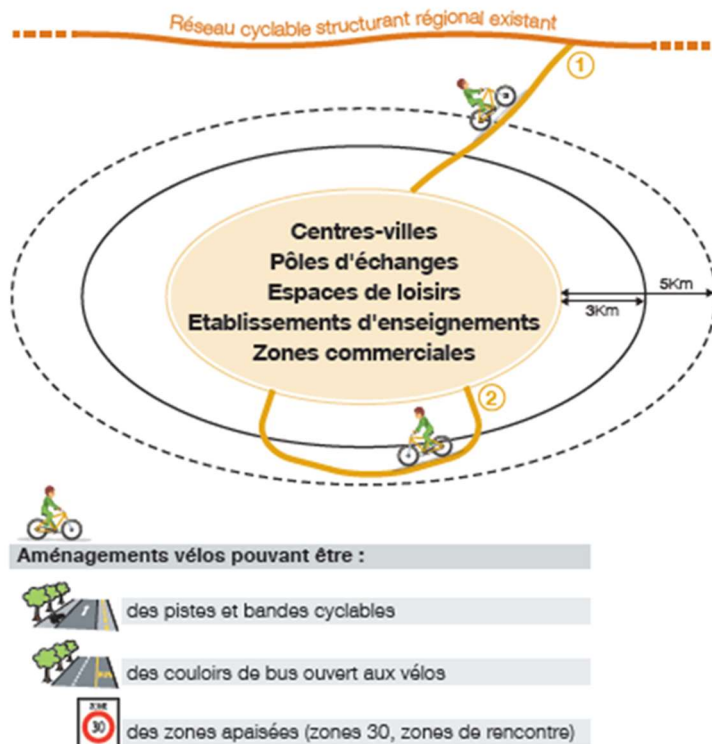 Réseau cyclable structurant régional existant
1
Centres-villes
Pôles d'échanges
Espaces de loisirs
Etablissements d'enseignements
Zones commerciales
5Km
3Km
2
Aménagements vélos pouvant être :
des pistes et bandes cyclables
des couloirs de bus ouvert aux vélos
ZONE
30
des zones apaisées (zones 30, zones de rencontre)